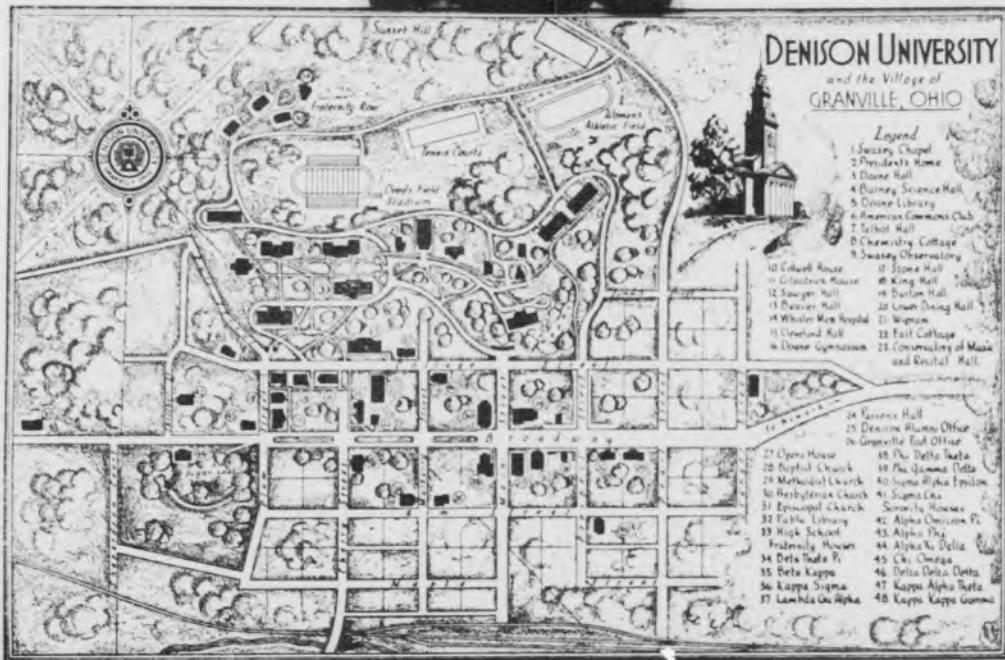 DENISON UNIVERSITY
and the Village of
GRANVILLE, OHIO
Legend
1 Swasey Chapel
2 Presidents Home
3 Doane Hall
4 Barney Science Hall
5 Doane Library
6 American Commons Club
7 Talbot Hall
8 Chemistry Cottage
9 Swasey Observatory
10 Colwell House
11 Gilpatrick House
12 Sawyer Hall
13 Beaver Hall
14 Whisler Mem Hospital
15 Cleveland Hall
16 Doane Gymnasium
17 Stone Hall
18 King Hall
19 Burton Hall
20 Union Dining Hall
21 Wigwam
22 East Cottage
23 Conservatory of Music
and Recital Hall.
24 Parsons Hall
25 Denison Alumni Office
26 Granville Post Office
27 Opera House
28 Baptist Church
29 Methodist Church
30 Presbyterian Church
31 Episcopal Church
32 Public Library
33 High School
Fraternity Houses
34 Beta Theta Pi
35 Beta Kappa
36 Kappa Sigma
37 Lambda Chi Alpha
38 Phi Delta Theta
39 Phi Gamma Delta
40 Sigma Alpha Epsilon
41 Sigma Chi
Sorority Houses
42 Alpha Omicron Pi
43 Alpha Phi
44 Alpha Xi Delta
45 Chi Omega
46 Delta Delta Delta
47 Kappa Alpha Theta
48 Kappa Kappa Gamma
Sunset Hill
Fraternity Row
DENISON UNIVERSITY
Tennis Courts
Women's
Athletic Field
Deeds Field
Stadium
Broadway
Elm Street